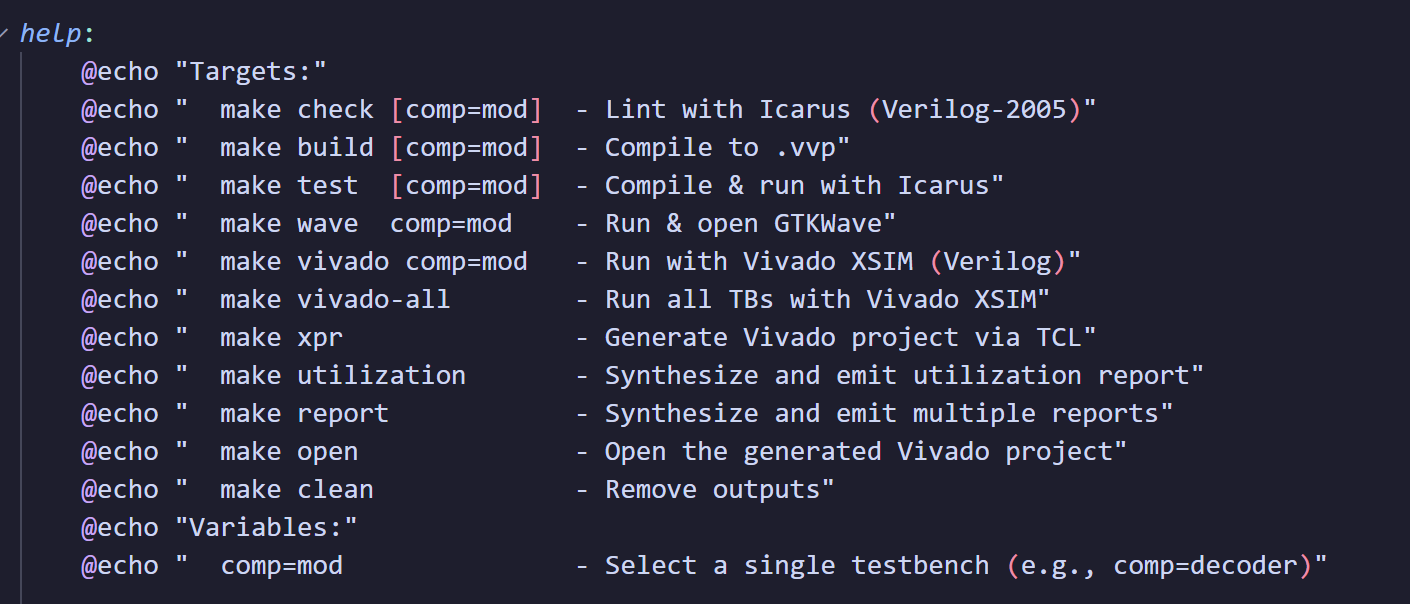 help:
    @echo "Targets:"
    @echo "  make check [comp=mod]  - Lint with Icarus (Verilog-2005)"
    @echo "  make build [comp=mod]  - Compile to .vvp"
    @echo "  make test  [comp=mod]  - Compile & run with Icarus"
    @echo "  make wave  comp=mod    - Run & open GTKWave"
    @echo "  make vivado comp=mod   - Run with Vivado XSIM (Verilog)"
    @echo "  make vivado-all        - Run all TBs with Vivado XSIM"
    @echo "  make xpr               - Generate Vivado project via TCL"
    @echo "  make utilization       - Synthesize and emit utilization report"
    @echo "  make report            - Synthesize and emit multiple reports"
    @echo "  make open              - Open the generated Vivado project"
    @echo "  make clean             - Remove outputs"
    @echo "Variables:"
    @echo "  comp=mod               - Select a single testbench (e.g., comp=decoder)"